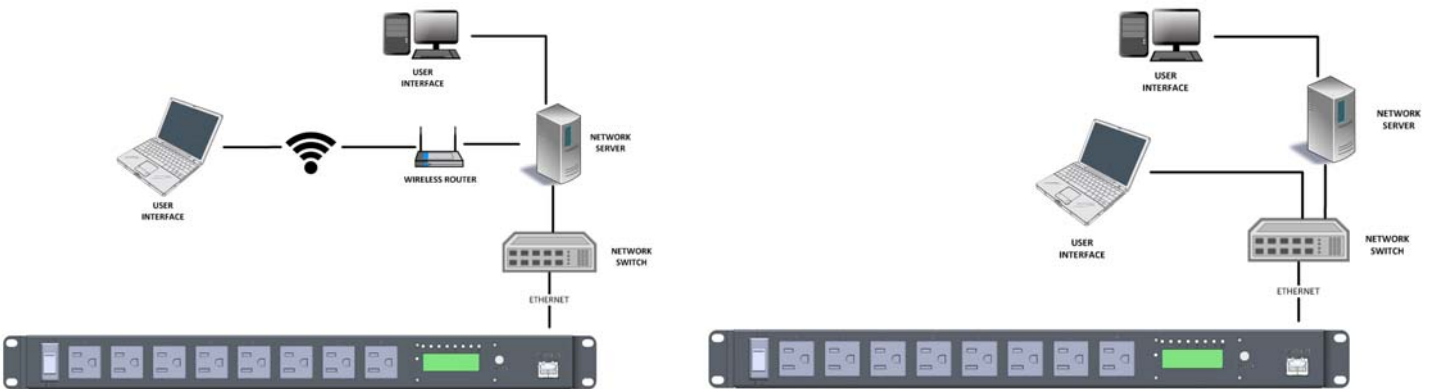 USER
INTERFACE
NETWORK
SERVER
WIRELESS ROUTER
USER
INTERFACE
NETWORK
SWITCH
ETHERNET
USER
INTERFACE
NETWORK
SERVER
USER
INTERFACE
NETWORK
SWITCH
ETHERNET